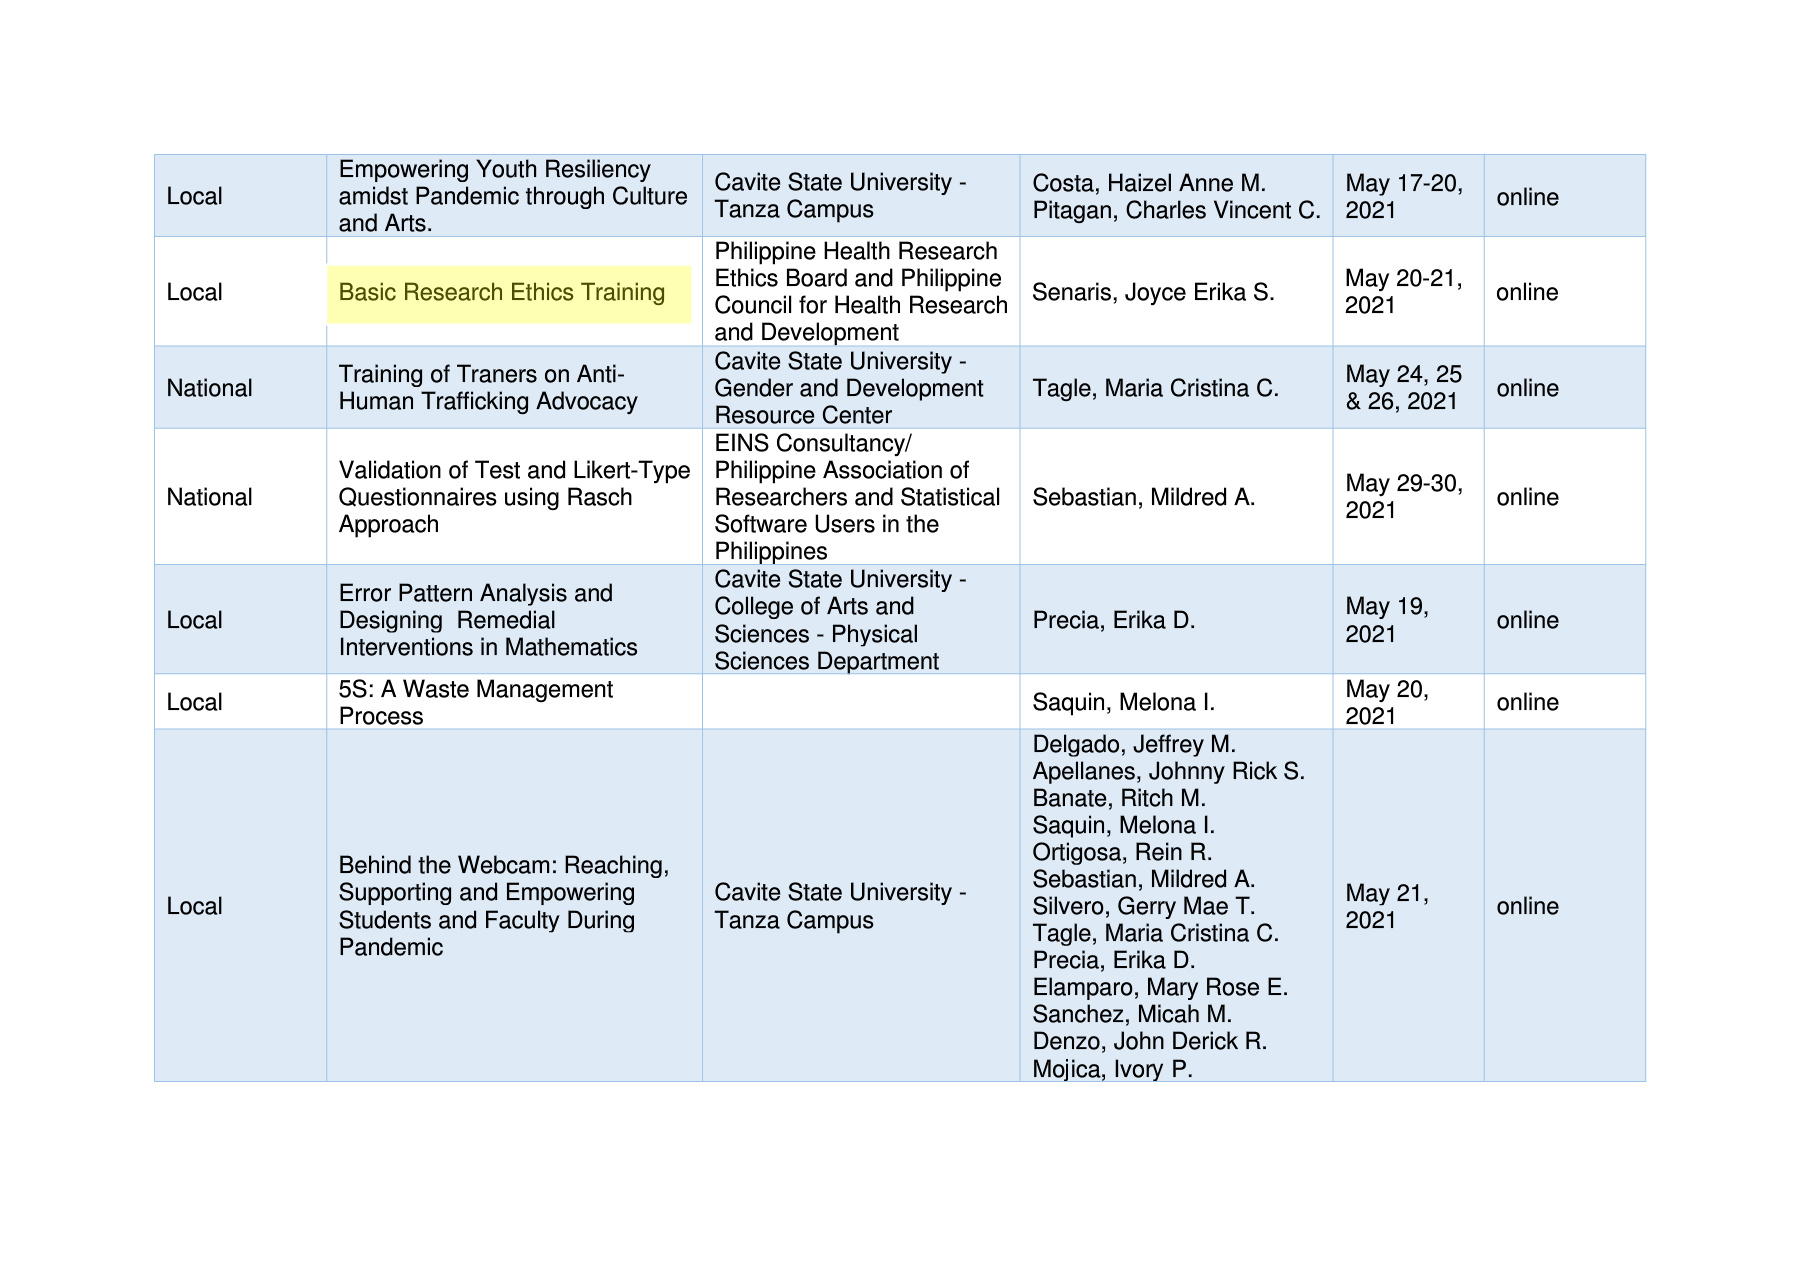 Local
Empowering Youth Resiliency
amidst Pandemic through Culture
and Arts.
Cavite State University -
Tanza Campus
Costa, Haizel Anne M.
Pitagan, Charles Vincent C.
May 17-20,
2021
online
Local
Basic Research Ethics Training
Philippine Health Research
Ethics Board and Philippine
Council for Health Research
and Development
Senaris, Joyce Erika S.
May 20-21,
2021
online
National
Training of Traners on Anti-
Human Trafficking Advocacy
Cavite State University -
Gender and Development
Resource Center
Tagle, Maria Cristina C.
May 24, 25
& 26, 2021
online
National
Validation of Test and Likert-Type
Questionnaires using Rasch
Approach
EINS Consultancy/
Philippine Association of
Researchers and Statistical
Software Users in the
Philippines
Sebastian, Mildred A.
May 29-30,
2021
online
Local
Error Pattern Analysis and
Designing  Remedial
Interventions in Mathematics
Cavite State University -
College of Arts and
Sciences - Physical
Sciences Department
Precia, Erika D.
May 19,
2021
online
Local
5S: A Waste Management
Process
Saquin, Melona I.
May 20,
2021
online
Local
Behind the Webcam: Reaching,
Supporting and Empowering
Students and Faculty During
Pandemic
Cavite State University -
Tanza Campus
Delgado, Jeffrey M.
Apellanes, Johnny Rick S.
Banate, Ritch M.
Saquin, Melona I.
Ortigosa, Rein R.
Sebastian, Mildred A.
Silvero, Gerry Mae T.
Tagle, Maria Cristina C.
Precia, Erika D.
Elamparo, Mary Rose E.
Sanchez, Micah M.
Denzo, John Derick R.
Mojica, Ivory P.
May 21,
2021
online